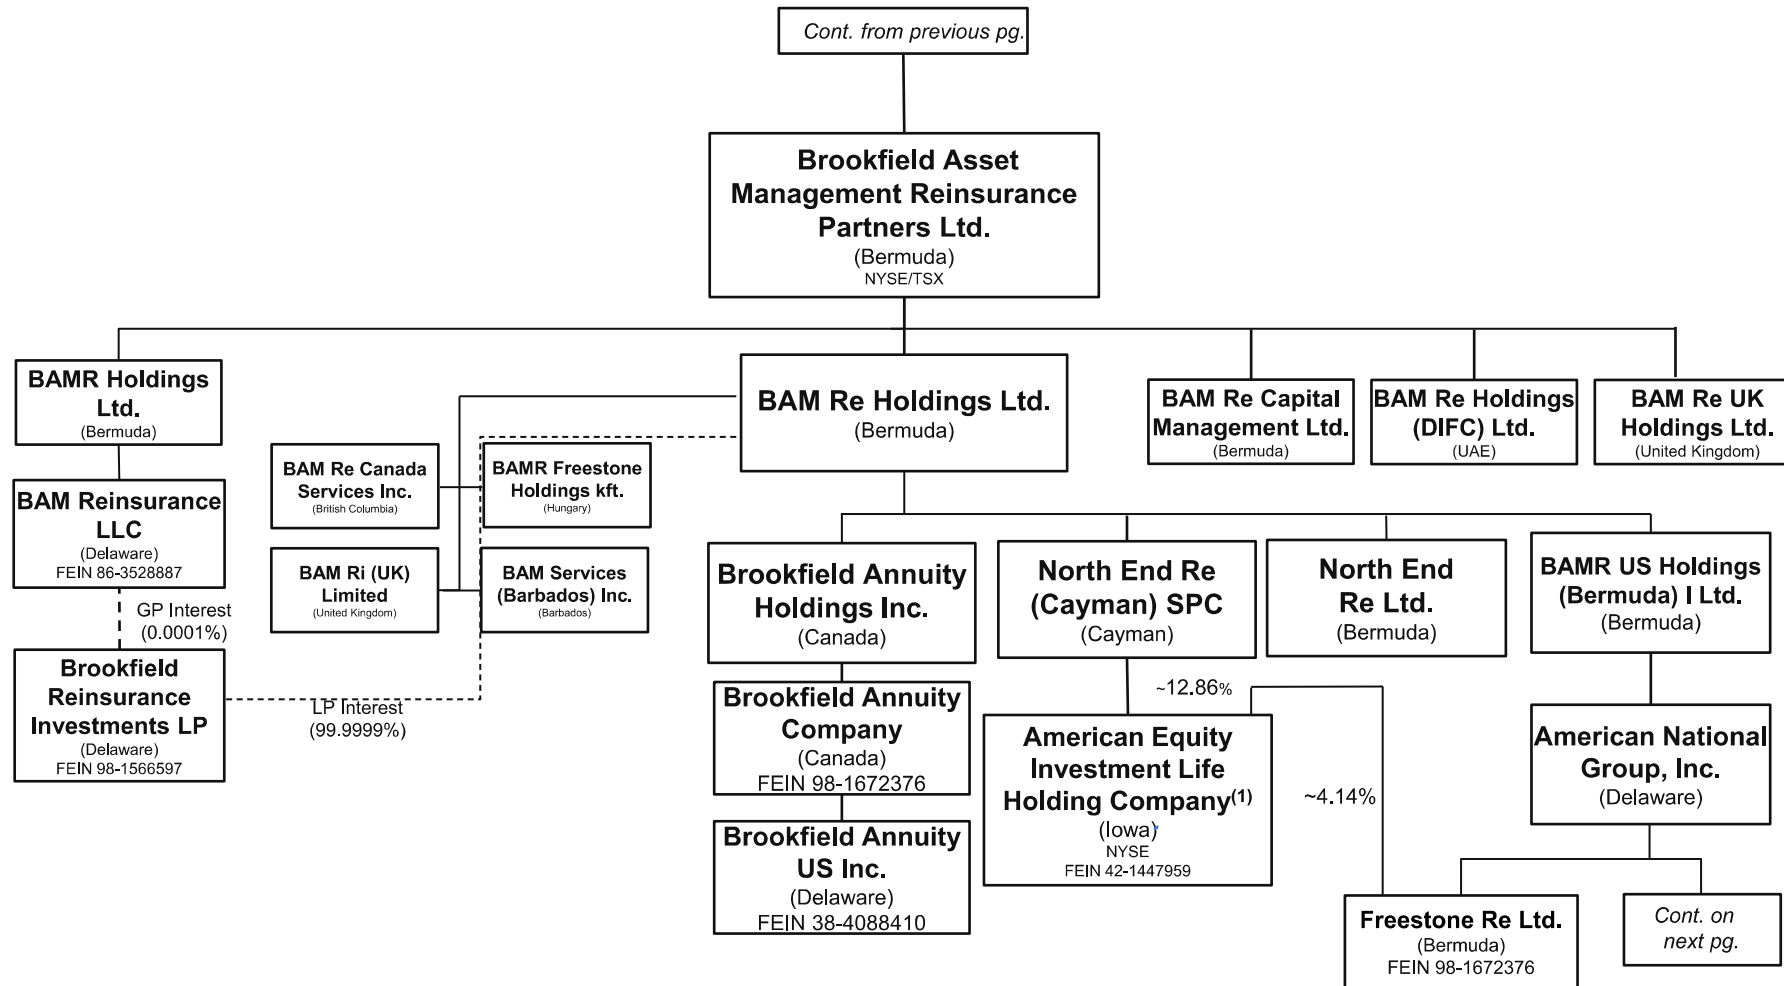 Cont. from previous pg.
Brookfield Asset
Management Reinsurance
Partners Ltd.
(Bermuda)
NYSE/TSX
BAMR Holdings
Ltd.
(Bermuda)
BAM Re Holdings Ltd.
(Bermuda)
BAM Re Capital
Management Ltd.
(Bermuda)
BAM Re Holdings
(DIFC) Ltd.
(UAE)
BAM Re UK
Holdings Ltd.
(United Kingdom)
BAM Reinsurance
LLC
(Delaware)
FEIN 86-3528887
BAM Re Canada
Services Inc.
(British Columbia)
BAMR Freestone
Holdings kft.
(Hungary)
BAM Ri (UK)
Limited
(United Kingdom)
BAM Services
(Barbados) Inc.
(Barbados)
GP Interest
(0.0001%)
Brookfield
Reinsurance
Investments LP
(Delaware)
FEIN 98-1566597
LP Interest
(99.9999%)
Brookfield Annuity
Holdings Inc.
(Canada)
North End Re
(Cayman) SPC
(Cayman)
North End
Re Ltd.
(Bermuda)
BAMR US Holdings
(Bermuda) I Ltd.
(Bermuda)
Brookfield Annuity
Company
(Canada)
FEIN 98-1672376
~12.86%
American Equity
Investment Life
Holding Company(1)
(Iowa)
NYSE
FEIN 42-1447959
~4.14%
American National
Group, Inc.
(Delaware)
Brookfield Annuity
US Inc.
(Delaware)
FEIN 38-4088410
Freestone Re Ltd.
(Bermuda)
FEIN 98-1672376
Cont. on
next pg.